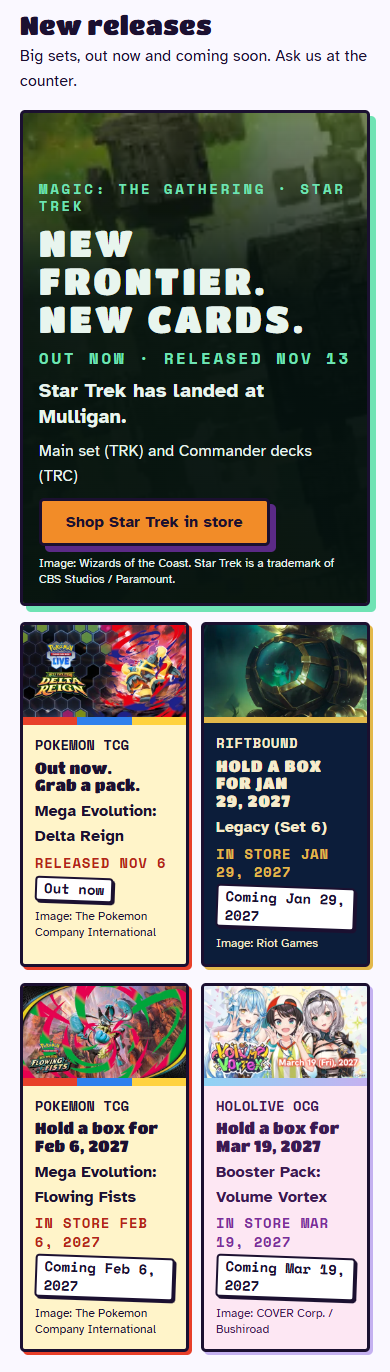 New releases
Big sets, out now and coming soon. Ask us at the
counter.
MAGIC: THE GATHERING · STAR
TREK
NEW
FRONTIER.
NEW CARDS.
OUT NOW · RELEASED NOV 13
Star Trek has landed at
Mulligan.
Main set (TRK) and Commander decks
(TRC)
Shop Star Trek in store
Image: Wizards of the Coast. Star Trek is a trademark of
CBS Studios / Paramount.
Pokémon
LIVE
DELTA
REIGN
POKEMON TCG
Out now.
Grab a pack.
Mega Evolution:
Delta Reign
RELEASED NOV 6
Out now
Image: The Pokemon
Company International
RIFTBOUND
HOLD A BOX
FOR JAN
29, 2027
Legacy (Set 6)
IN STORE JAN
29, 2027
Coming Jan 29,
2027
Image: Riot Games
FLOWING
FISTS
POKEMON TCG
Hold a box for
Feb 6, 2027
Mega Evolution:
Flowing Fists
IN STORE FEB
6, 2027
Coming Feb 6,
2027
Image: The Pokemon
Company International
Volume
Vortex
March 19 (Fri), 2027
HOLOLIVE OCG
Hold a box for
Mar 19, 2027
Booster Pack:
Volume Vortex
IN STORE MAR
19, 2027
Coming Mar 19,
2027
Image: COVER Corp. /
Bushiroad